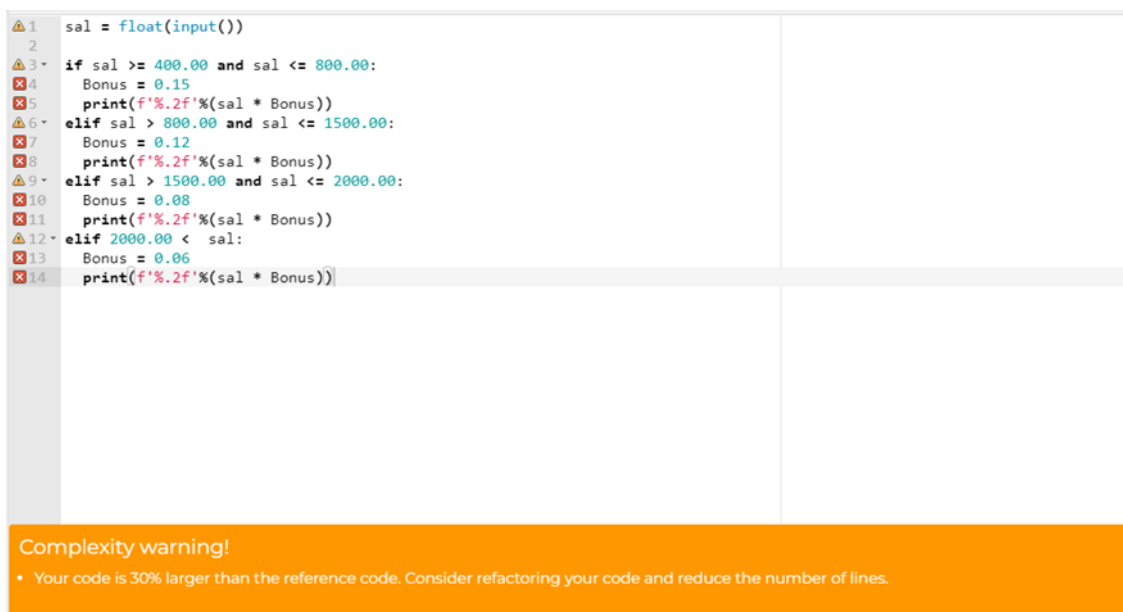 1 sal = float(input())
2
3 if sal >= 400.00 and sal <= 800.00:
4 Bonus = 0.15
5 print(f'%.2f'%(sal * Bonus))
6 elif sal > 800.00 and sal <= 1500.00:
7 Bonus = 0.12
8 print(f'%.2f'%(sal * Bonus))
9 elif sal > 1500.00 and sal <= 2000.00:
10 Bonus = 0.08
11 print(f'%.2f'%(sal * Bonus))
12 elif 2000.00 <  sal:
13 Bonus = 0.06
14 print(f'%.2f'%(sal * Bonus))
Complexity warning!
• Your code is 30% larger than the reference code. Consider refactoring your code and reduce the number of lines.